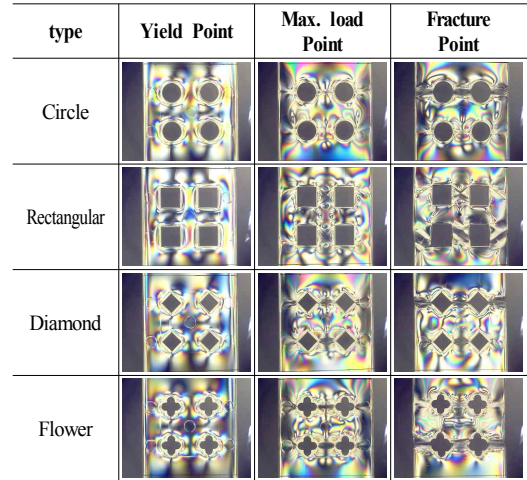 type
Yield Point
Max. load
Point
Fracture
Point
Circle
Rectangular
Diamond
Flower